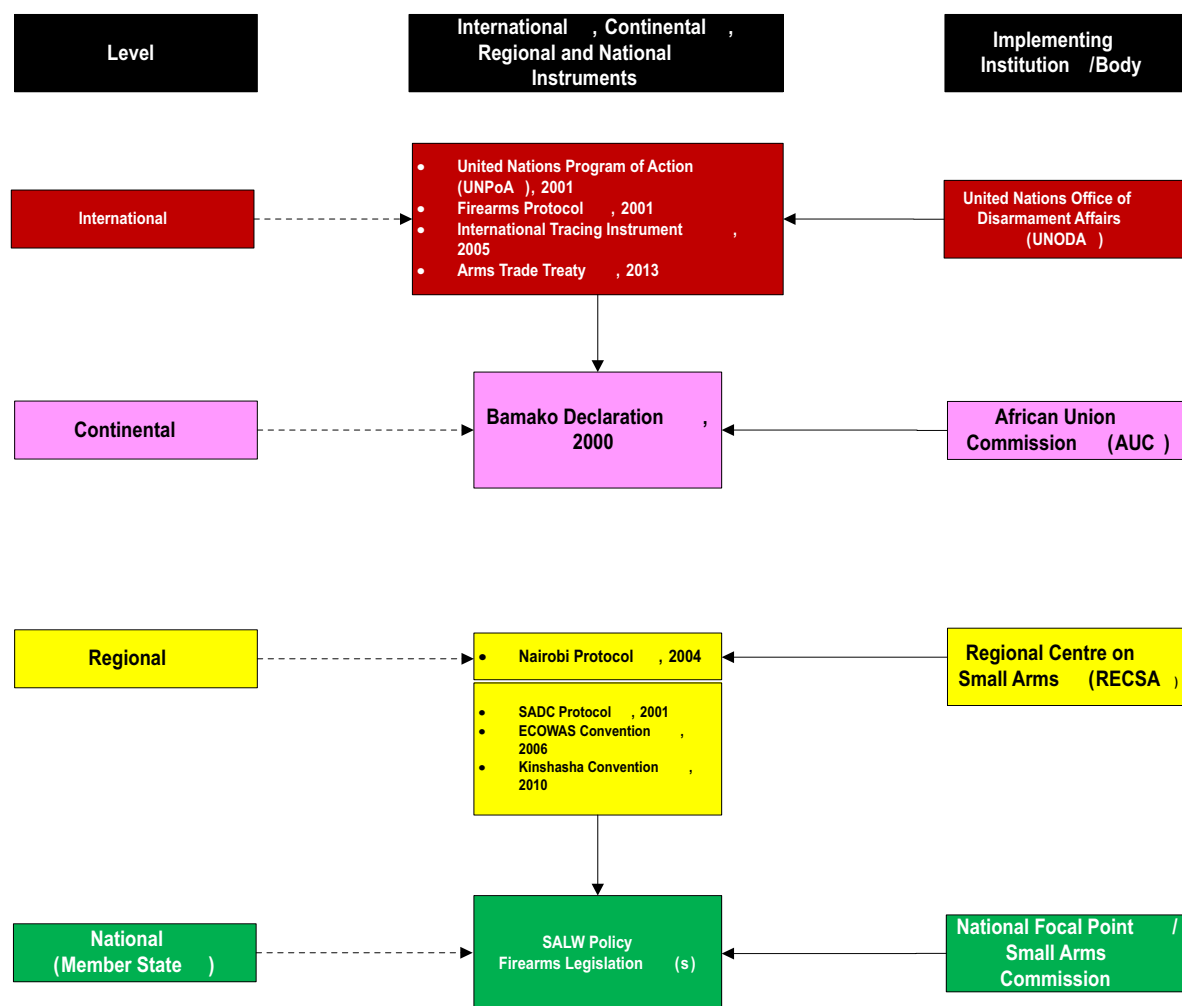 Level
International , Continental ,
Regional and National
Instruments
Implementing
Institution /Body
International
• United Nations Program of Action
(UNPoA ), 2001
• Firearms Protocol , 2001
• International Tracing Instrument ,
2005
• Arms Trade Treaty , 2013
United Nations Office of
Disarmament Affairs
(UNODA )
Continental
Bamako Declaration ,
2000
African Union
Commission (AUC )
Regional
• Nairobi Protocol , 2004
• SADC Protocol , 2001
• ECOWAS Convention ,
2006
• Kinshasha Convention ,
2010
Regional Centre on
Small Arms (RECSA )
National
(Member State )
SALW Policy
Firearms Legislation (s)
National Focal Point /
Small Arms
Commission